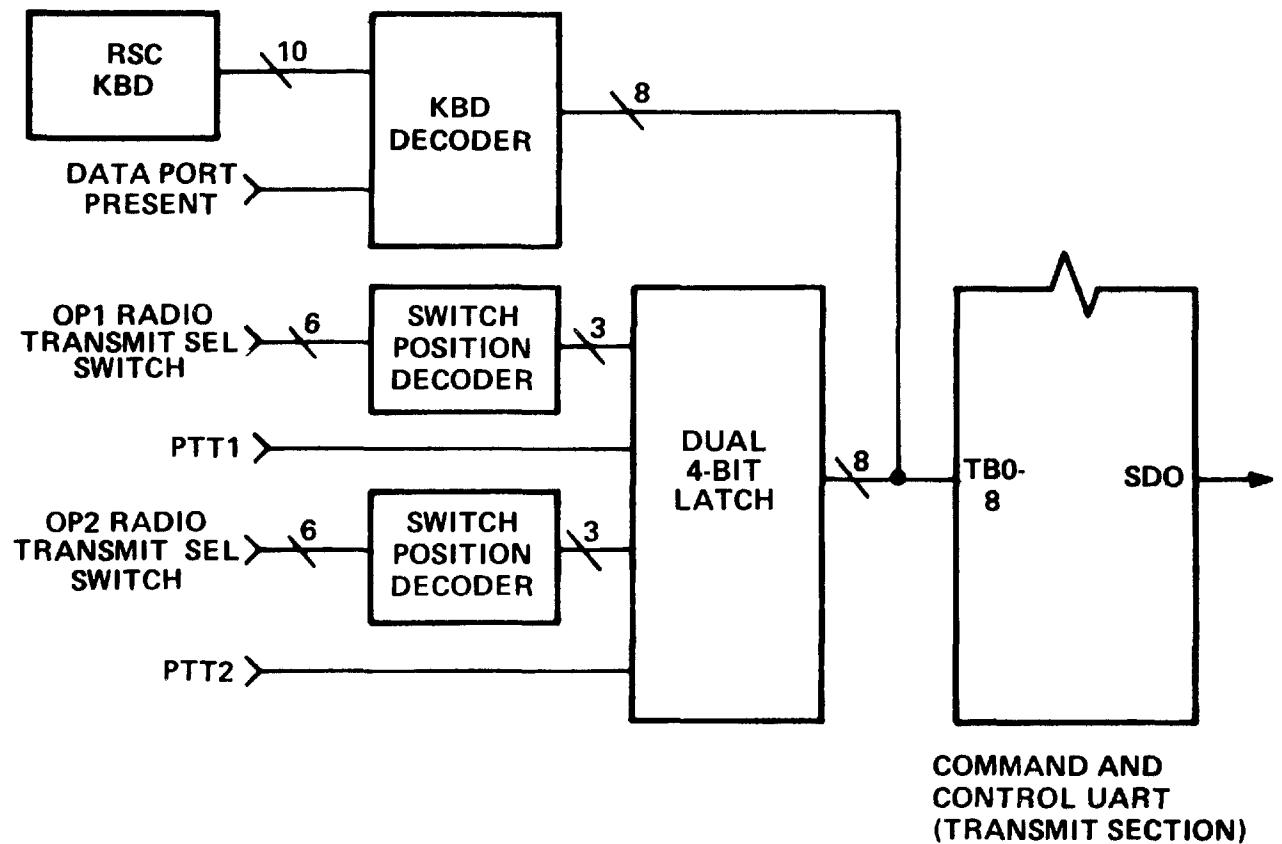 RSC
KBD
10
KBD
DECODER
8
DATA PORT
PRESENT
OP1 RADIO
TRANSMIT SEL
SWITCH
6
SWITCH
POSITION
DECODER
3
PTT1
DUAL
4-BIT
LATCH
8
TB0-
8
SDO
OP2 RADIO
TRANSMIT SEL
SWITCH
6
SWITCH
POSITION
DECODER
3
PTT2
COMMAND AND
CONTROL UART
(TRANSMIT SECTION)